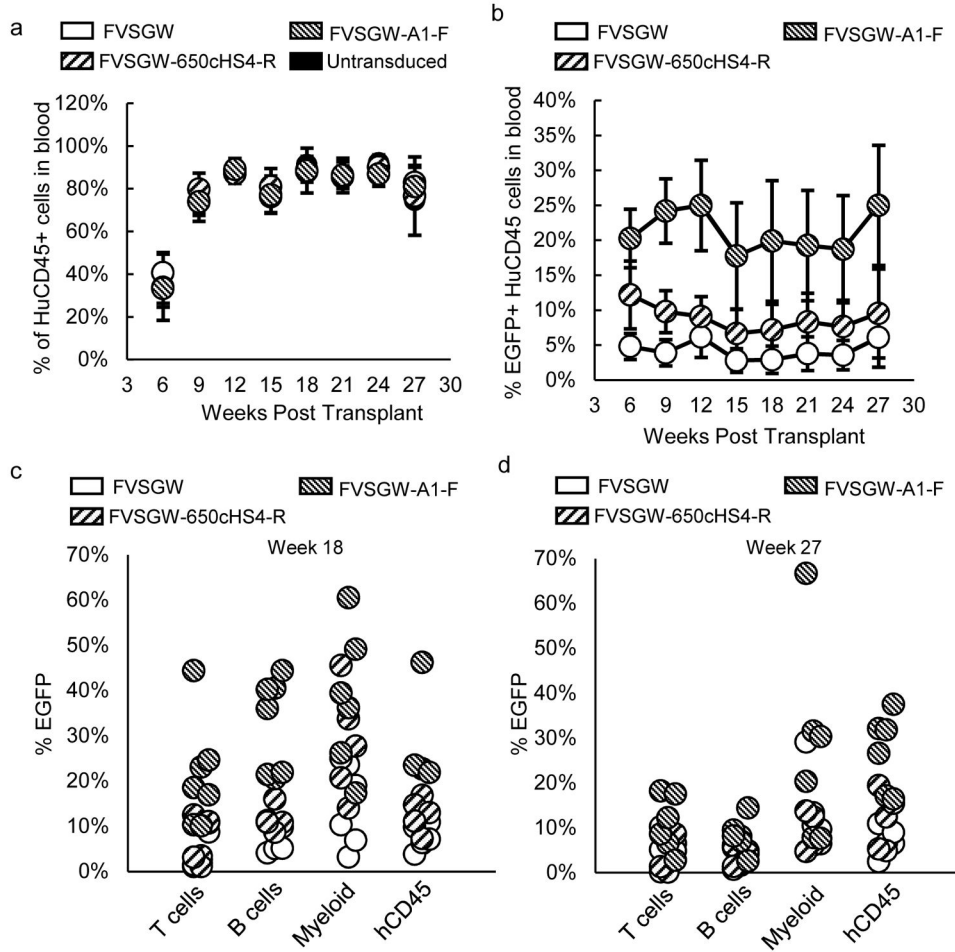 a
FVSGW
FVSGW-A1-F
FVSGW-650cHS4-R
Untransduced
% of HuCD45+ cells in blood
120%
100%
80%
60%
40%
20%
0%
3 6 9 12 15 18 21 24 27 30
Weeks Post Transplant
b
FVSGW
FVSGW-A1-F
FVSGW-650cHS4-R
% EGFP+ HuCD45 cells in blood
40%
35%
30%
25%
20%
15%
10%
5%
0%
3 6 9 12 15 18 21 24 27 30
Weeks Post Transplant
c
FVSGW
FVSGW-A1-F
FVSGW-650cHS4-R
Week 18
% EGFP
70%
60%
50%
40%
30%
20%
10%
0%
T cells
B cells
Myeloid
hCD45
d
FVSGW
FVSGW-A1-F
FVSGW-650cHS4-R
Week 27
% EGFP
70%
60%
50%
40%
30%
20%
10%
0%
T cells
B cells
Myeloid
hCD45